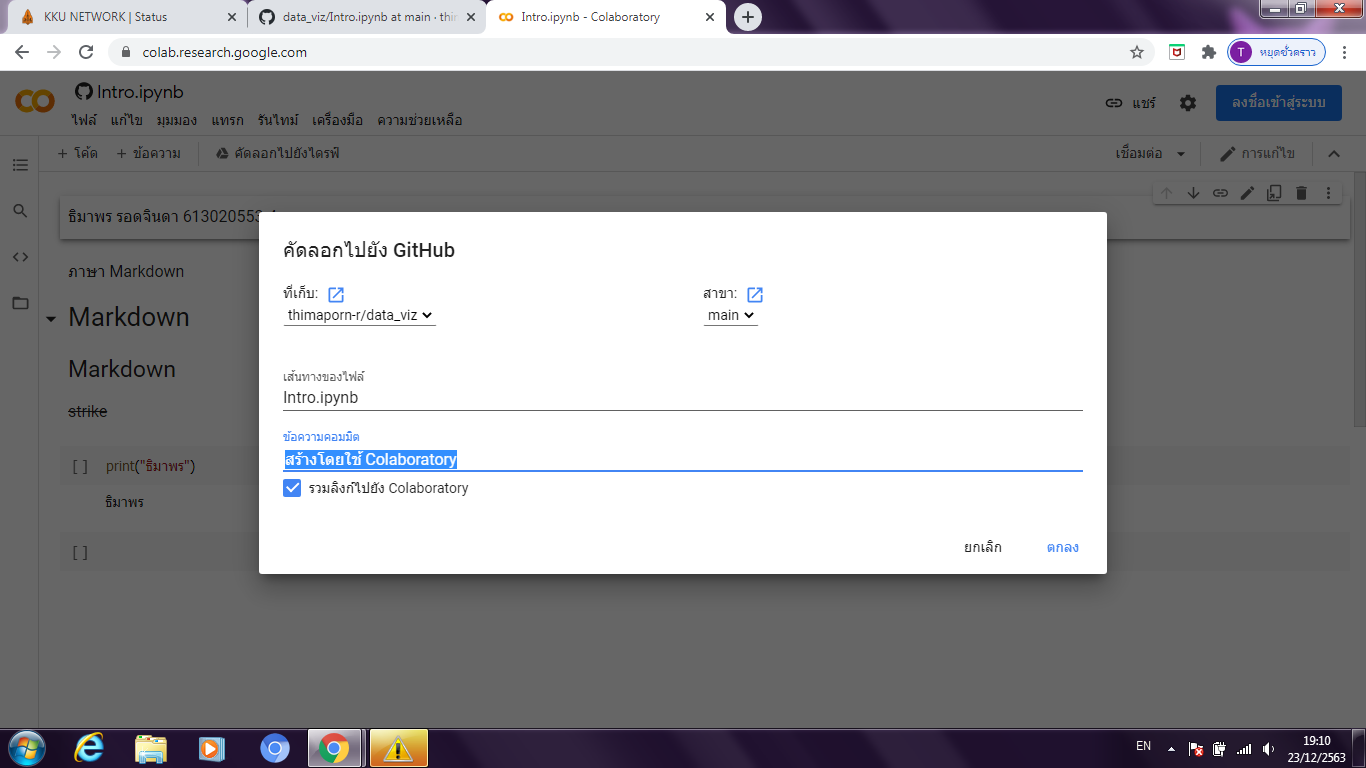 KKU NETWORK | Status
data_viz/Intro.ipynb at main · thi
Intro.ipynb - Colaboratory
colab.research.google.com
T หยุดชั่วคราว
Intro.ipynb
ไฟล์ แก้ไข มุมมอง แทรก รันไทม์ เครื่องมือ ความช่วยเหลือ
แชร์
ลงชื่อเข้าสู่ระบบ
+ โค้ด + ข้อความ คัดลอกไปยังไดรฟ์
เชื่อมต่อ การแก้ไข
ธิมาพร รอดจินดา 613020553
ภาษา Markdown
Markdown
Markdown
strike
[ ] print("ธิมาพร")
ธิมาพร
[ ]
คัดลอกไปยัง GitHub
ที่เก็บ:
thimaporn-r/data_viz
สาขา:
main
เส้นทางของไฟล์
Intro.ipynb
ข้อความคอมมิต
สร้างโดยใช้ Colaboratory
รวมลิงก์ไปยัง Colaboratory
ยกเลิก ตกลง
EN
19:10
23/12/2563